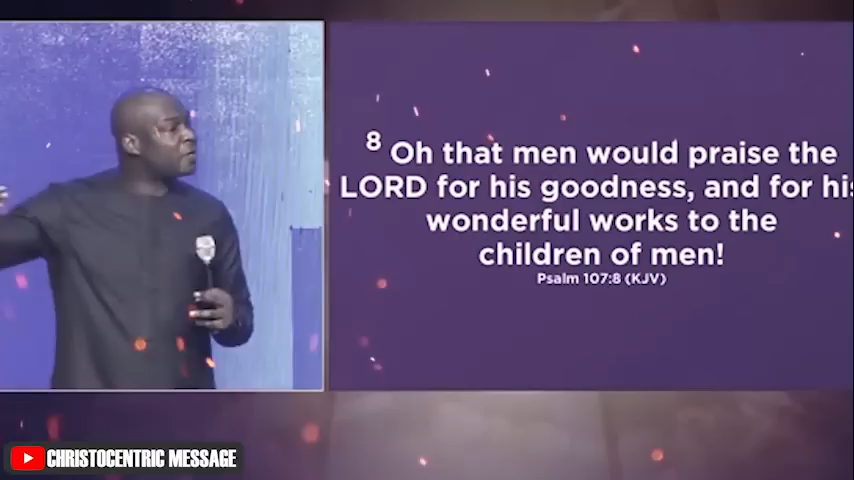 8 Oh that men would praise the
LORD for his goodness, and for his
wonderful works to the
children of men!
Psalm 107:8 (KJV)
CHRISTOCENTRIC MESSAGE